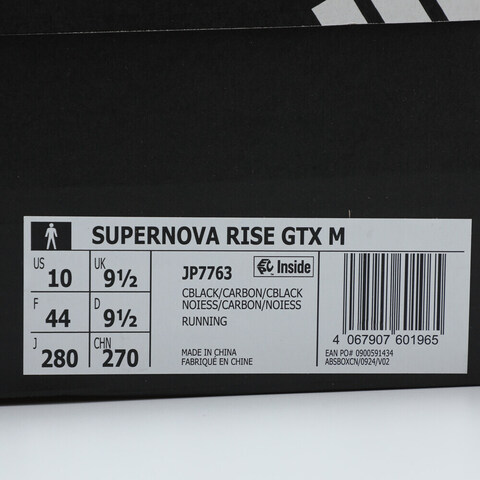 SUPERNOVA RISE GTX M
US 10 UK 9½
F 44 D 9½
J 280 CHN 270
JP7763 Inside
CBLACK/CARBON/CBLACK
NOIESS/CARBON/NOIESS
RUNNING
MADE IN CHINA
FABRIQUÉ EN CHINE
4 067907 601965
EAN PO# 0900591434
ABSBOXCN/0924/V02